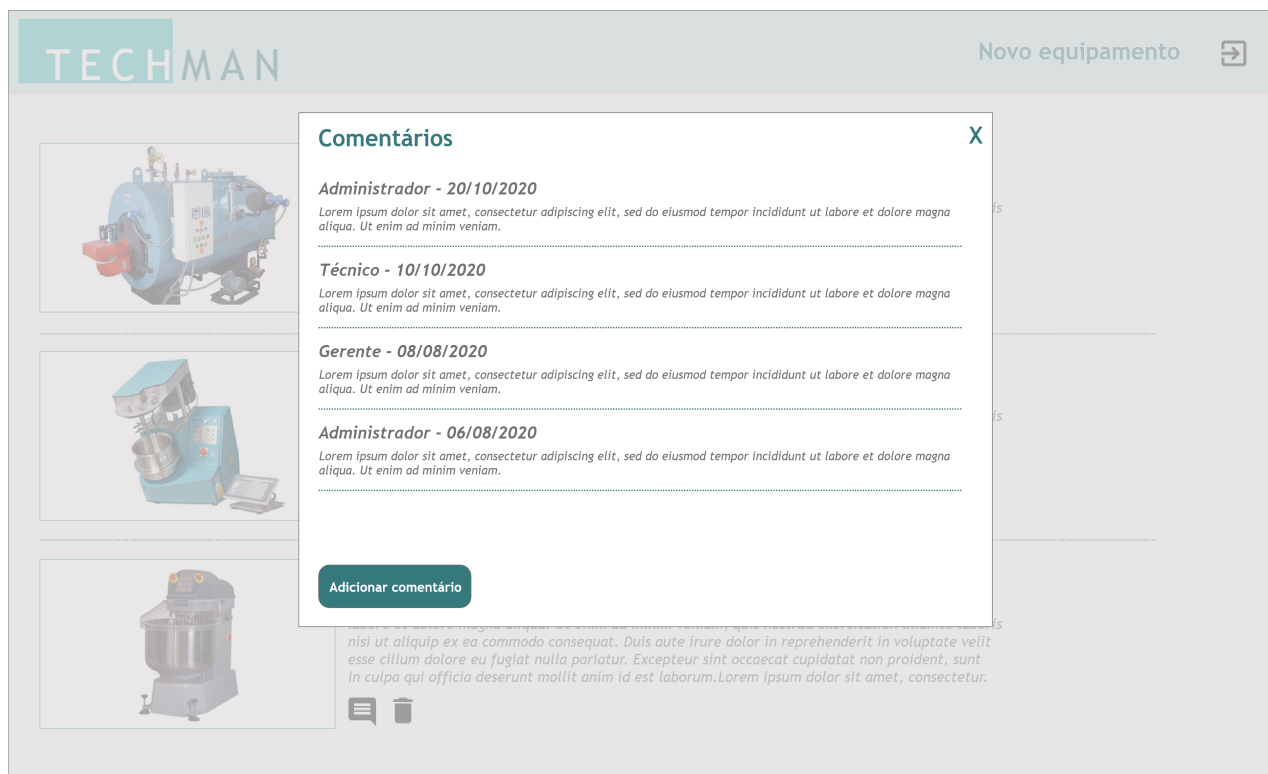 TECHMAN
Novo equipamento
Comentários
X
Administrador - 20/10/2020
Lorem ipsum dolor sit amet, consectetur adipiscing elit, sed do eiusmod tempor incididunt ut labore et dolore magna
aliqua. Ut enim ad minim veniam.
Técnico - 10/10/2020
Lorem ipsum dolor sit amet, consectetur adipiscing elit, sed do eiusmod tempor incididunt ut labore et dolore magna
aliqua. Ut enim ad minim veniam.
Gerente - 08/08/2020
Lorem ipsum dolor sit amet, consectetur adipiscing elit, sed do eiusmod tempor incididunt ut labore et dolore magna
aliqua. Ut enim ad minim veniam.
Administrador - 06/08/2020
Lorem ipsum dolor sit amet, consectetur adipiscing elit, sed do eiusmod tempor incididunt ut labore et dolore magna
aliqua. Ut enim ad minim veniam.
Adicionar comentário
nisi ut aliquip ex ea commodo consequat. Duis aute irure dolor in reprehenderit in voluptate velit
esse cillum dolore eu fugiat nulla pariatur. Excepteur sint occaecat cupidatat non proident, sunt
in culpa qui officia deserunt mollit anim id est laborum.Lorem ipsum dolor sit amet, consectetur.